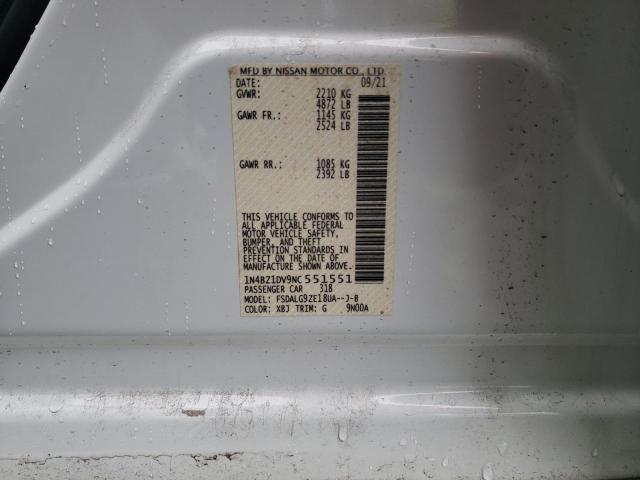 MFD BY NISSAN MOTOR CO., LTD
DATE: 09/21
GVWR: 2210 KG
4872 LB
GAWR FR.: 1145 KG
2524 LB
GAWR RR.: 1085 KG
2392 LB
THIS VEHICLE CONFORMS TO
ALL APPLICABLE FEDERAL
MOTOR VEHICLE SAFETY,
BUMPER, AND THEFT
PREVENTION STANDARDS IN
EFFECT ON THE DATE OF
MANUFACTURE SHOWN ABOVE.
1N4BZ1DV9NC551551
PASSENGER CAR 318
MODEL: FSDALG9ZE18UA--J-B
COLOR: XBJ TRIM: G 9N00A